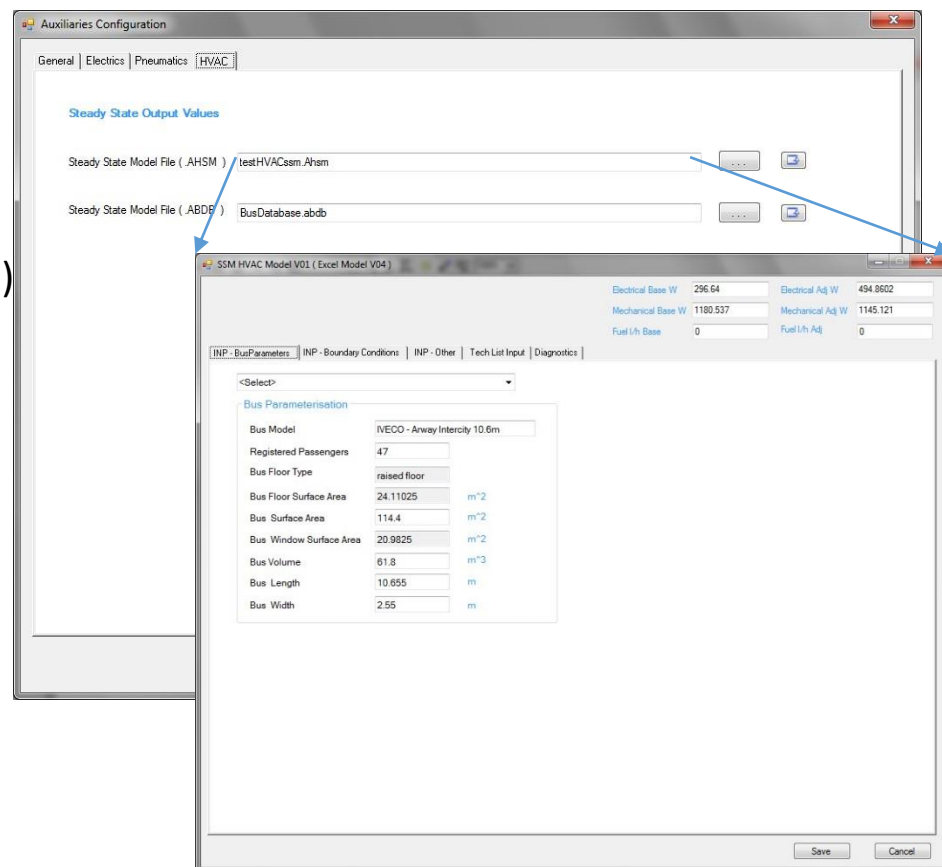 Auxiliaries Configuration
General Electrics Pneumatics HVAC
Steady State Output Values
Steady State Model File ( .AHSM ) testHVACssm.Ahsm ...
Steady State Model File ( .ABDB ) BusDatabase.abdb ...
)
SSM HVAC Model V01 ( Excel Model V04 )
Electrical Base W 296.64 Electrical Adj W 494.8602
Mechanical Base W 1180.537 Mechanical Adj W 1145.121
Fuel l/h Base 0 Fuel l/h Adj 0
INP - BusParameters INP - Boundary Conditions INP - Other Tech List Input Diagnostics
<Select>
Bus Parameterisation
Bus Model IVECO - Arway Intercity 10.6m
Registered Passengers 47
Bus Floor Type raised floor
Bus Floor Surface Area 24.11025 m^2
Bus Surface Area 114.4 m^2
Bus Window Surface Area 20.9825 m^2
Bus Volume 61.8 m^3
Bus Length 10.655 m
Bus Width 2.55 m
Save Cancel